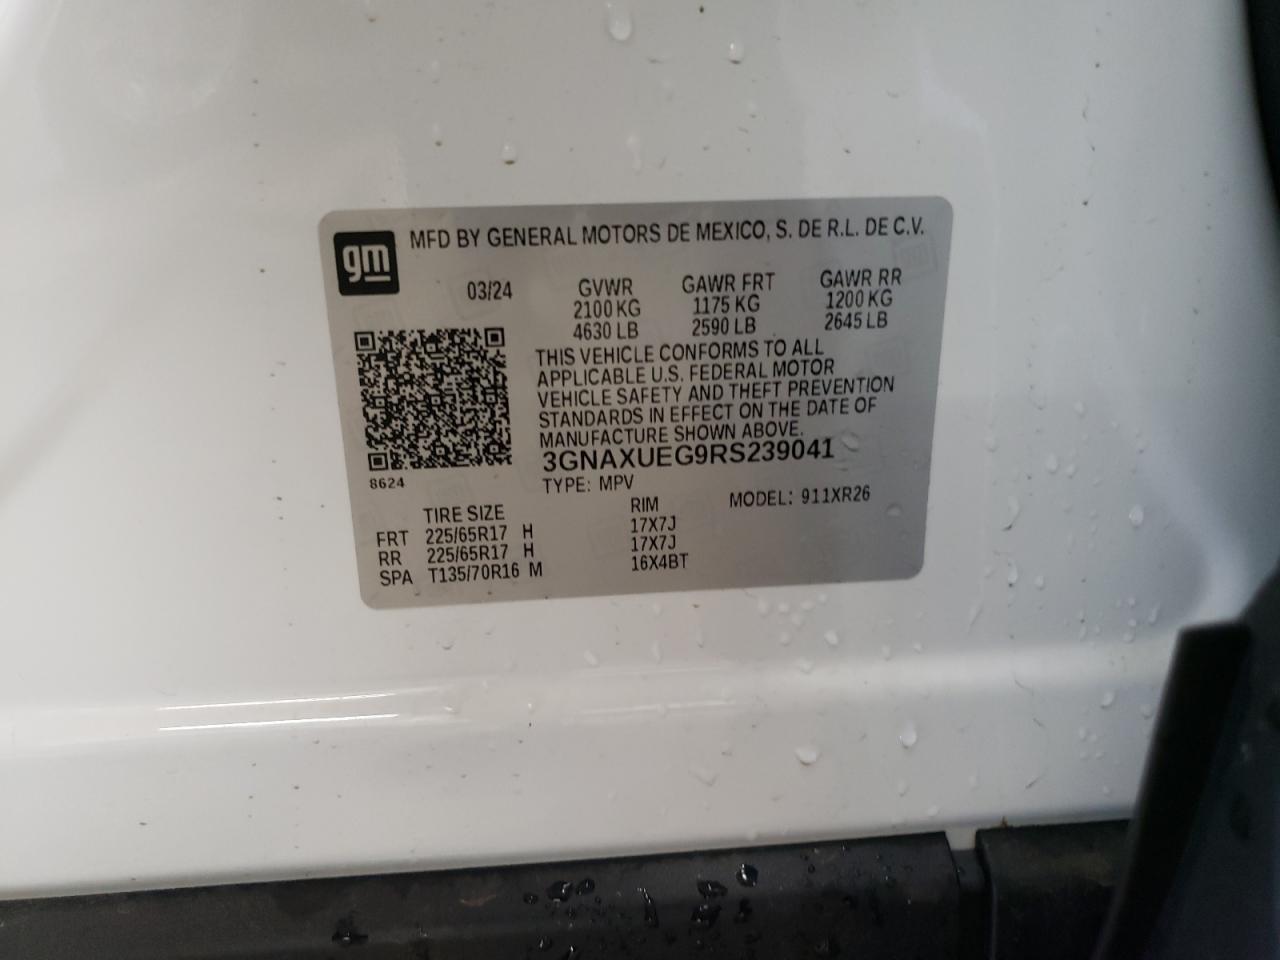 gm
MFD BY GENERAL MOTORS DE MEXICO, S. DE R.L. DE C.V.
03/24 GVWR GAWR FRT GAWR RR
2100 KG 1175 KG 1200 KG
4630 LB 2590 LB 2645 LB
THIS VEHICLE CONFORMS TO ALL
APPLICABLE U.S. FEDERAL MOTOR
VEHICLE SAFETY AND THEFT PREVENTION
STANDARDS IN EFFECT ON THE DATE OF
MANUFACTURE SHOWN ABOVE.
3GNAXUEG9RS239041
8624
TYPE: MPV MODEL: 911XR26
TIRE SIZE RIM
FRT 225/65R17 H 17X7J
RR 225/65R17 H 17X7J
SPA T135/70R16 M 16X4BT